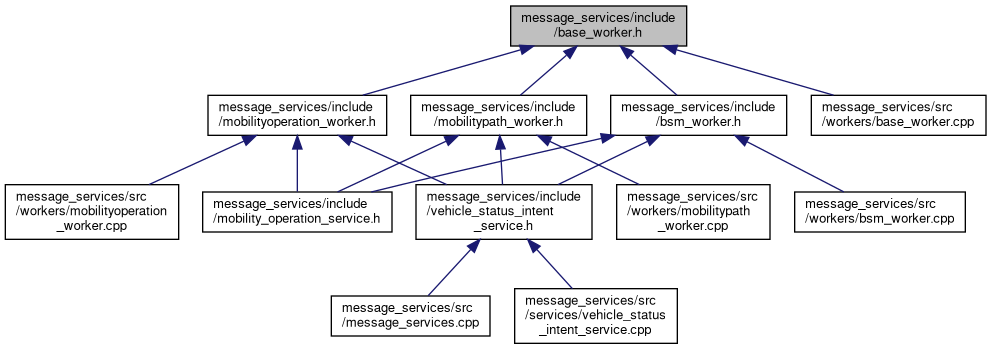 message_services/include
/base_worker.h
message_services/include
/mobilityoperation_worker.h
message_services/include
/mobilitypath_worker.h
message_services/include
/bsm_worker.h
message_services/src
/workers/base_worker.cpp
message_services/src
/workers/mobilityoperation
_worker.cpp
message_services/include
/mobility_operation_service.h
message_services/include
/vehicle_status_intent
_service.h
message_services/src
/workers/mobilitypath
_worker.cpp
message_services/src
/workers/bsm_worker.cpp
message_services/src
/message_services.cpp
message_services/src
/services/vehicle_status
_intent_service.cpp